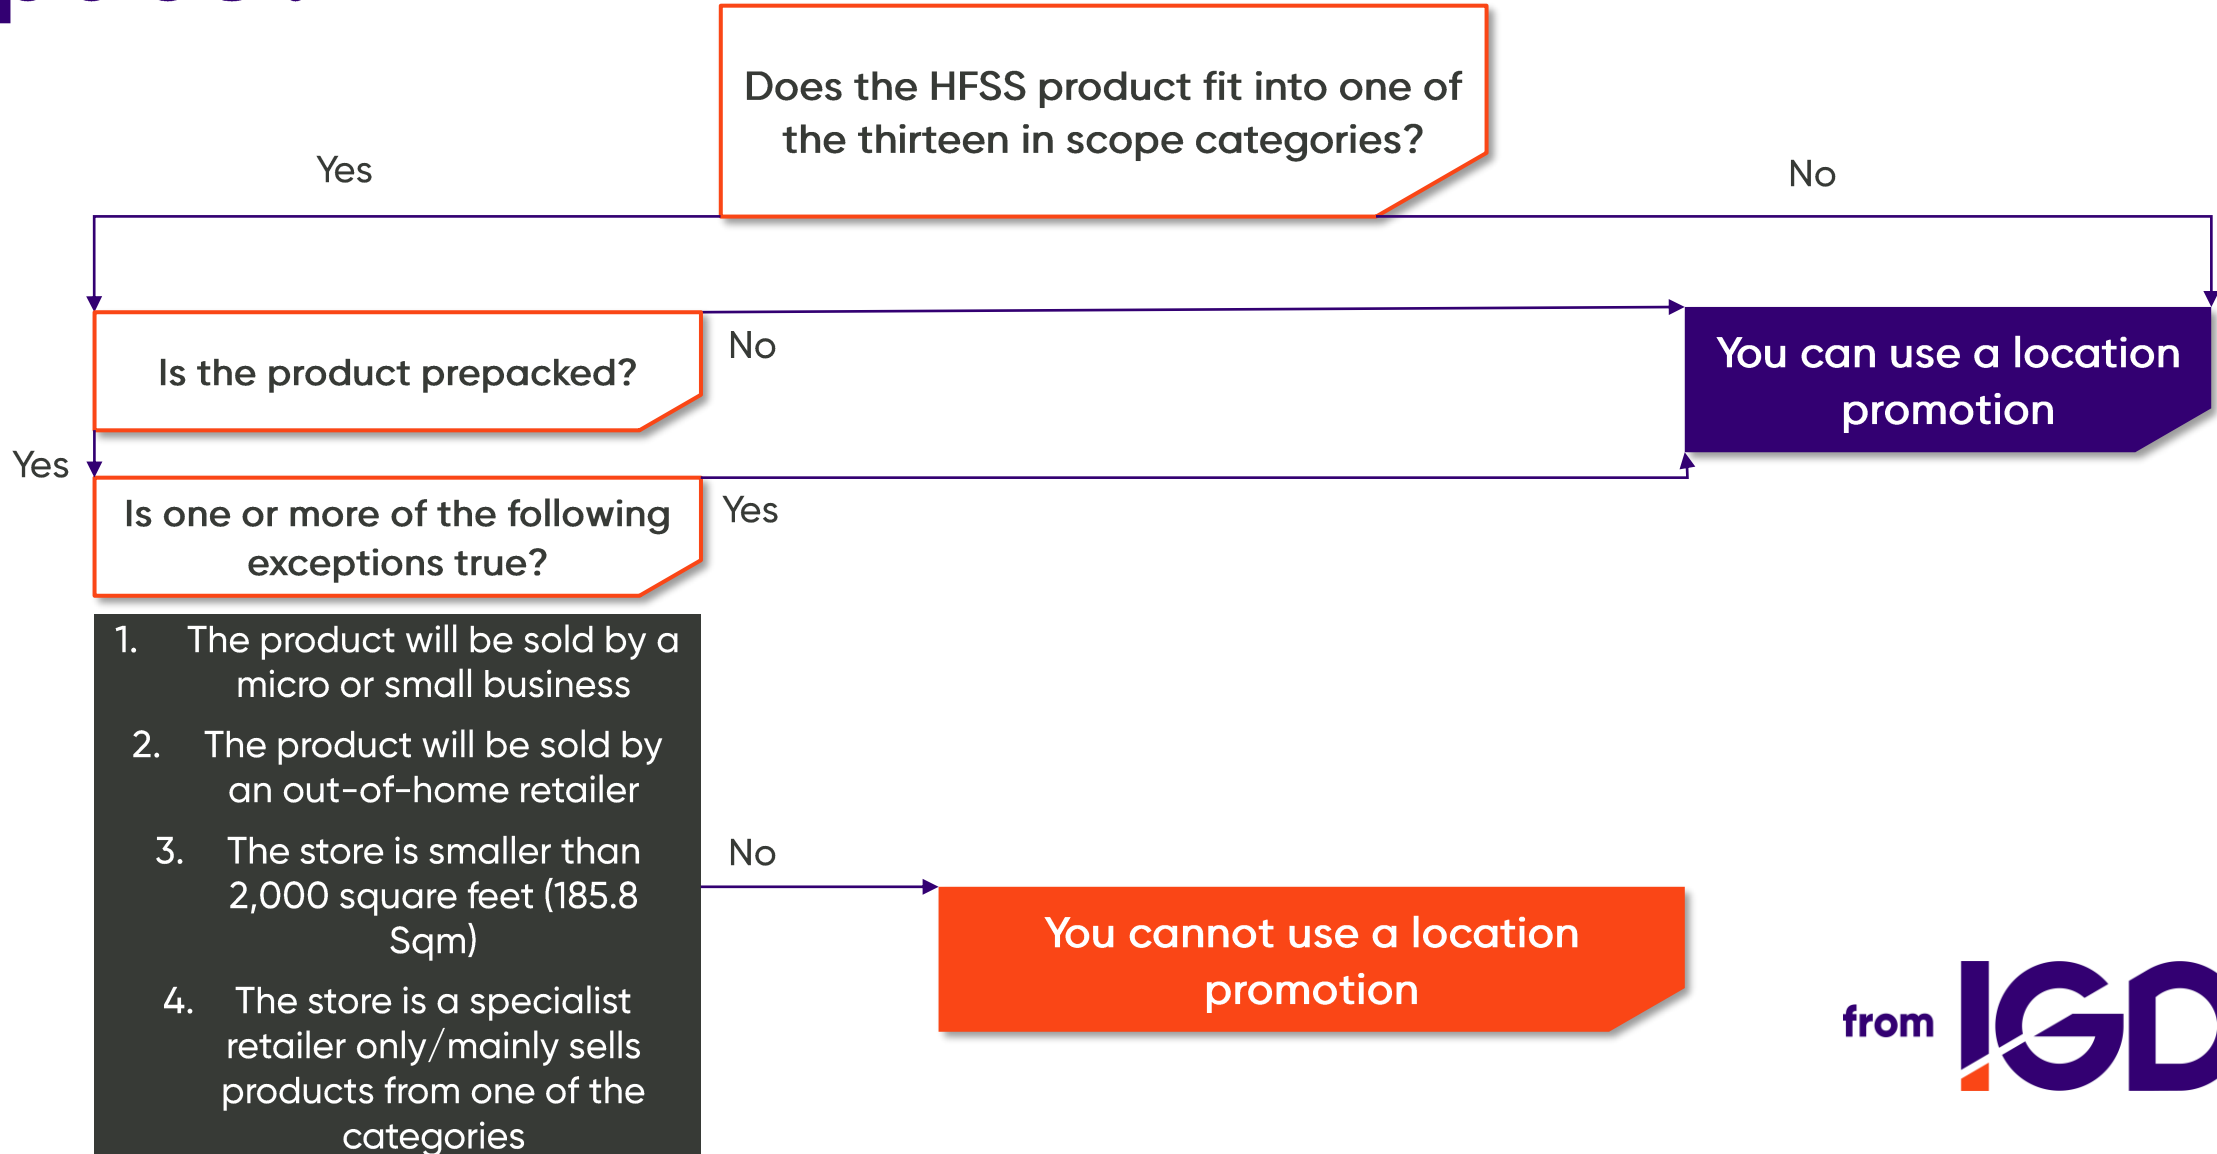 Does the HFSS product fit into one of
the thirteen in scope categories?
Yes
No
Is the product prepacked?
No
You can use a location
promotion
Yes
Is one or more of the following
exceptions true?
Yes
1. The product will be sold by a
micro or small business
2. The product will be sold by
an out-of-home retailer
3. The store is smaller than
2,000 square feet (185.8
Sqm)
4. The store is a specialist
retailer only/mainly sells
products from one of the
categories
No
You cannot use a location
promotion
from IGD